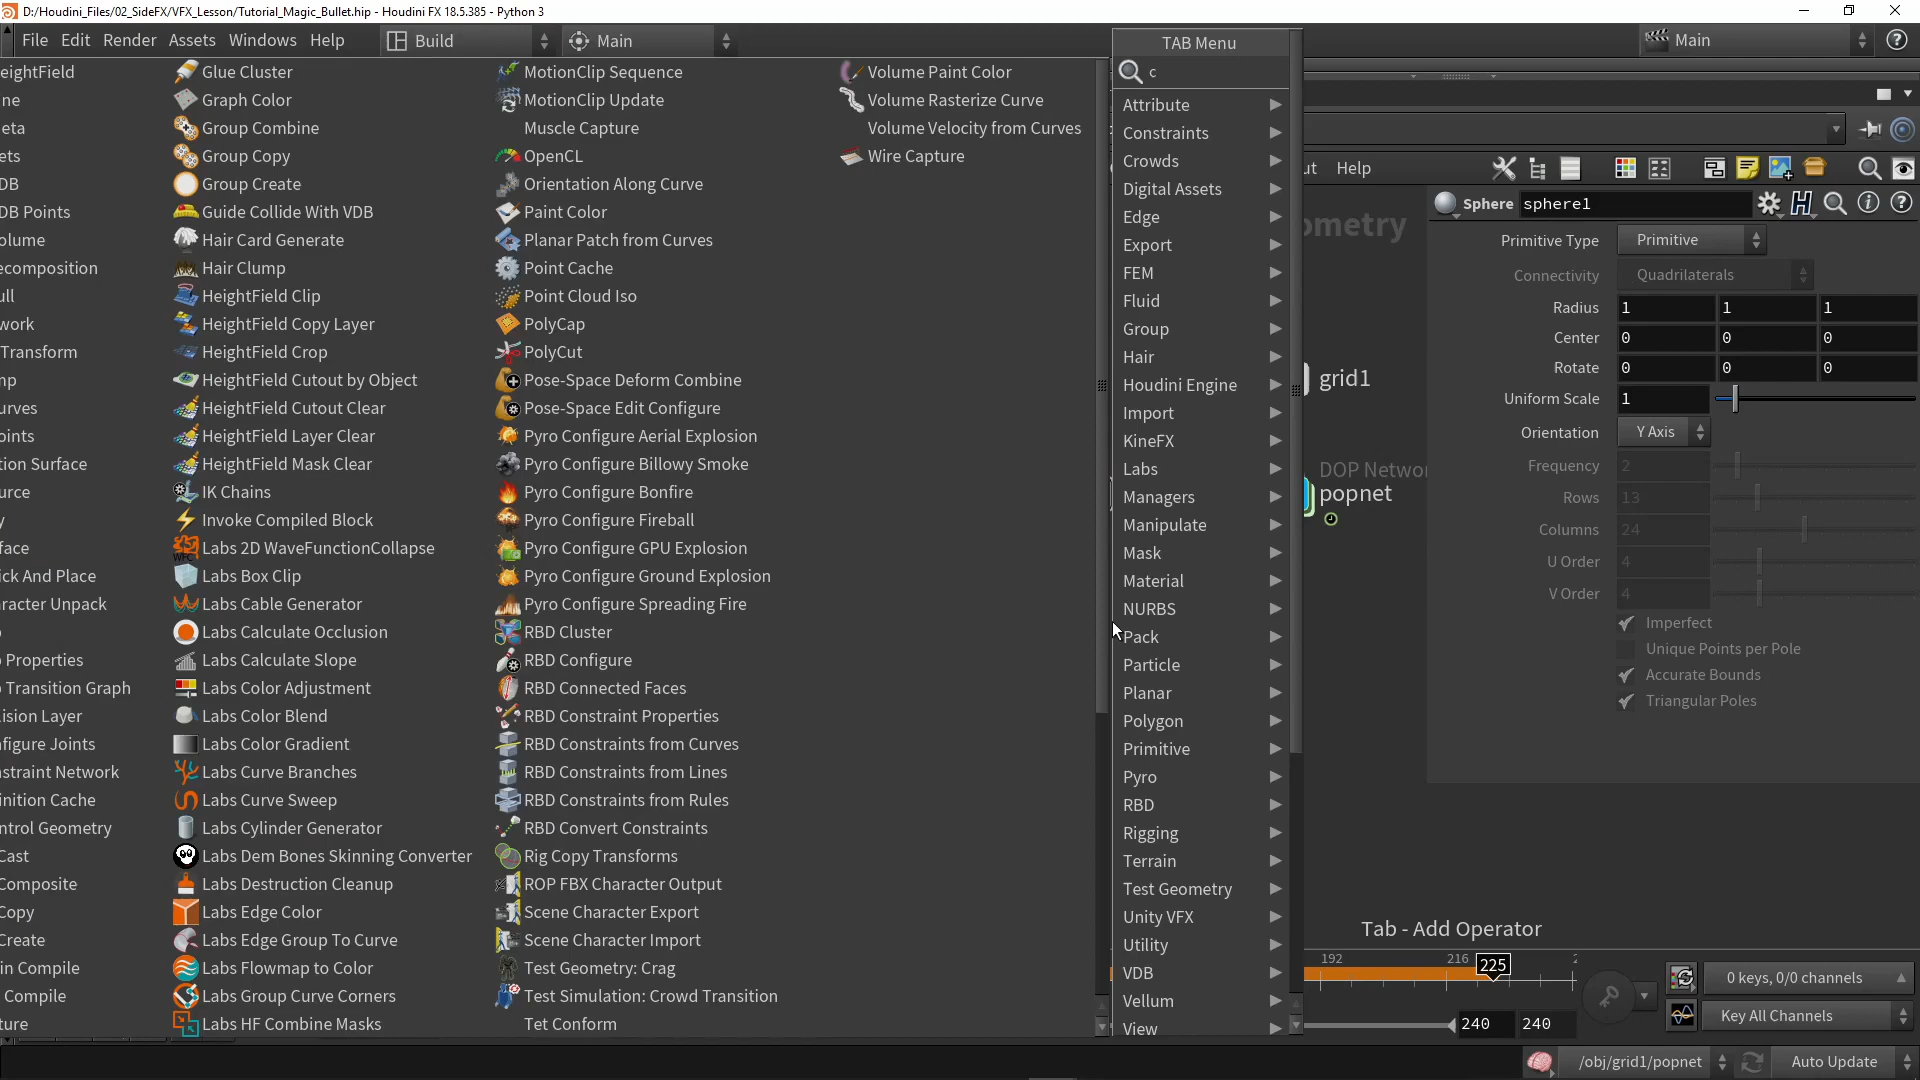 D:/Houdini_Files/02_SideFX/VFX_Lesson/Tutorial_Magic_Bullet.hip - Houdini FX 18.5.385 - Python 3
File Edit Render Assets Windows Help Build Main Main
eightField
ne
eta
ets
DB
DB Points
olume
ecomposition
ull
work
Transform
mp
urves
oints
tion Surface
urce
y
face
ick And Place
racter Unpack
Properties
Transition Graph
ision Layer
figure Joints
straint Network
inition Cache
ntrol Geometry
Cast
Composite
Copy
Create
in Compile
Compile
ture
Glue Cluster
Graph Color
Group Combine
Group Copy
Group Create
Guide Collide With VDB
Hair Card Generate
Hair Clump
HeightField Clip
HeightField Copy Layer
HeightField Crop
HeightField Cutout by Object
HeightField Cutout Clear
HeightField Layer Clear
HeightField Mask Clear
IK Chains
Invoke Compiled Block
Labs 2D WaveFunctionCollapse
Labs Box Clip
Labs Cable Generator
Labs Calculate Occlusion
Labs Calculate Slope
Labs Color Adjustment
Labs Color Blend
Labs Color Gradient
Labs Curve Branches
Labs Curve Sweep
Labs Cylinder Generator
Labs Dem Bones Skinning Converter
Labs Destruction Cleanup
Labs Edge Color
Labs Edge Group To Curve
Labs Flowmap to Color
Labs Group Curve Corners
Labs HF Combine Masks
MotionClip Sequence
MotionClip Update
Muscle Capture
OpenCL
Orientation Along Curve
Paint Color
Planar Patch from Curves
Point Cache
Point Cloud Iso
PolyCap
PolyCut
Pose-Space Deform Combine
Pose-Space Edit Configure
Pyro Configure Aerial Explosion
Pyro Configure Billowy Smoke
Pyro Configure Bonfire
Pyro Configure Fireball
Pyro Configure GPU Explosion
Pyro Configure Ground Explosion
Pyro Configure Spreading Fire
RBD Cluster
RBD Configure
RBD Connected Faces
RBD Constraint Properties
RBD Constraints from Curves
RBD Constraints from Lines
RBD Constraints from Rules
RBD Convert Constraints
Rig Copy Transforms
ROP FBX Character Output
Scene Character Export
Scene Character Import
Test Geometry: Crag
Test Simulation: Crowd Transition
Tet Conform
Volume Paint Color
Volume Rasterize Curve
Volume Velocity from Curves
Wire Capture
TAB Menu
c
Attribute
Constraints
Crowds
Digital Assets
Edge
Export
FEM
Fluid
Group
Hair
Houdini Engine
Import
KineFX
Labs
Managers
Manipulate
Mask
Material
NURBS
Pack
Particle
Planar
Polygon
Primitive
Pyro
RBD
Rigging
Terrain
Test Geometry
Unity VFX
Utility
VDB
Vellum
View
ut Help
ometry
grid1
DOP Networ
popnet
Sphere sphere1
Primitive Type Primitive
Connectivity Quadrilaterals
Radius 1 1 1
Center 0 0 0
Rotate 0 0 0
Uniform Scale 1
Orientation Y Axis
Frequency 2
Rows 13
Columns 24
U Order 4
V Order 4
Imperfect
Unique Points per Pole
Accurate Bounds
Triangular Poles
Tab - Add Operator
192 216 225 2
0 keys, 0/0 channels
240 240 Key All Channels
/obj/grid1/popnet Auto Update